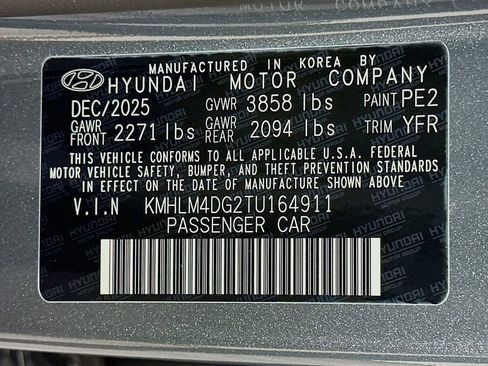 MANUFACTURED IN KOREA BY
HYUNDAI MOTOR COMPANY
DEC/2025 GVWR 3858 lbs PAINT PE2
GAWR FRONT 2271 lbs GAWR REAR 2094 lbs TRIM YFR
THIS VEHICLE CONFORMS TO ALL APPLICABLE U.S.A. FEDERAL
MOTOR VEHICLE SAFETY, BUMPER, AND THEFT PREVENTION STANDARDS
IN EFFECT ON THE DATE OF MANUFACTURE SHOWN ABOVE.
V.I.N KMHLM4DG2TU164911
PASSENGER CAR